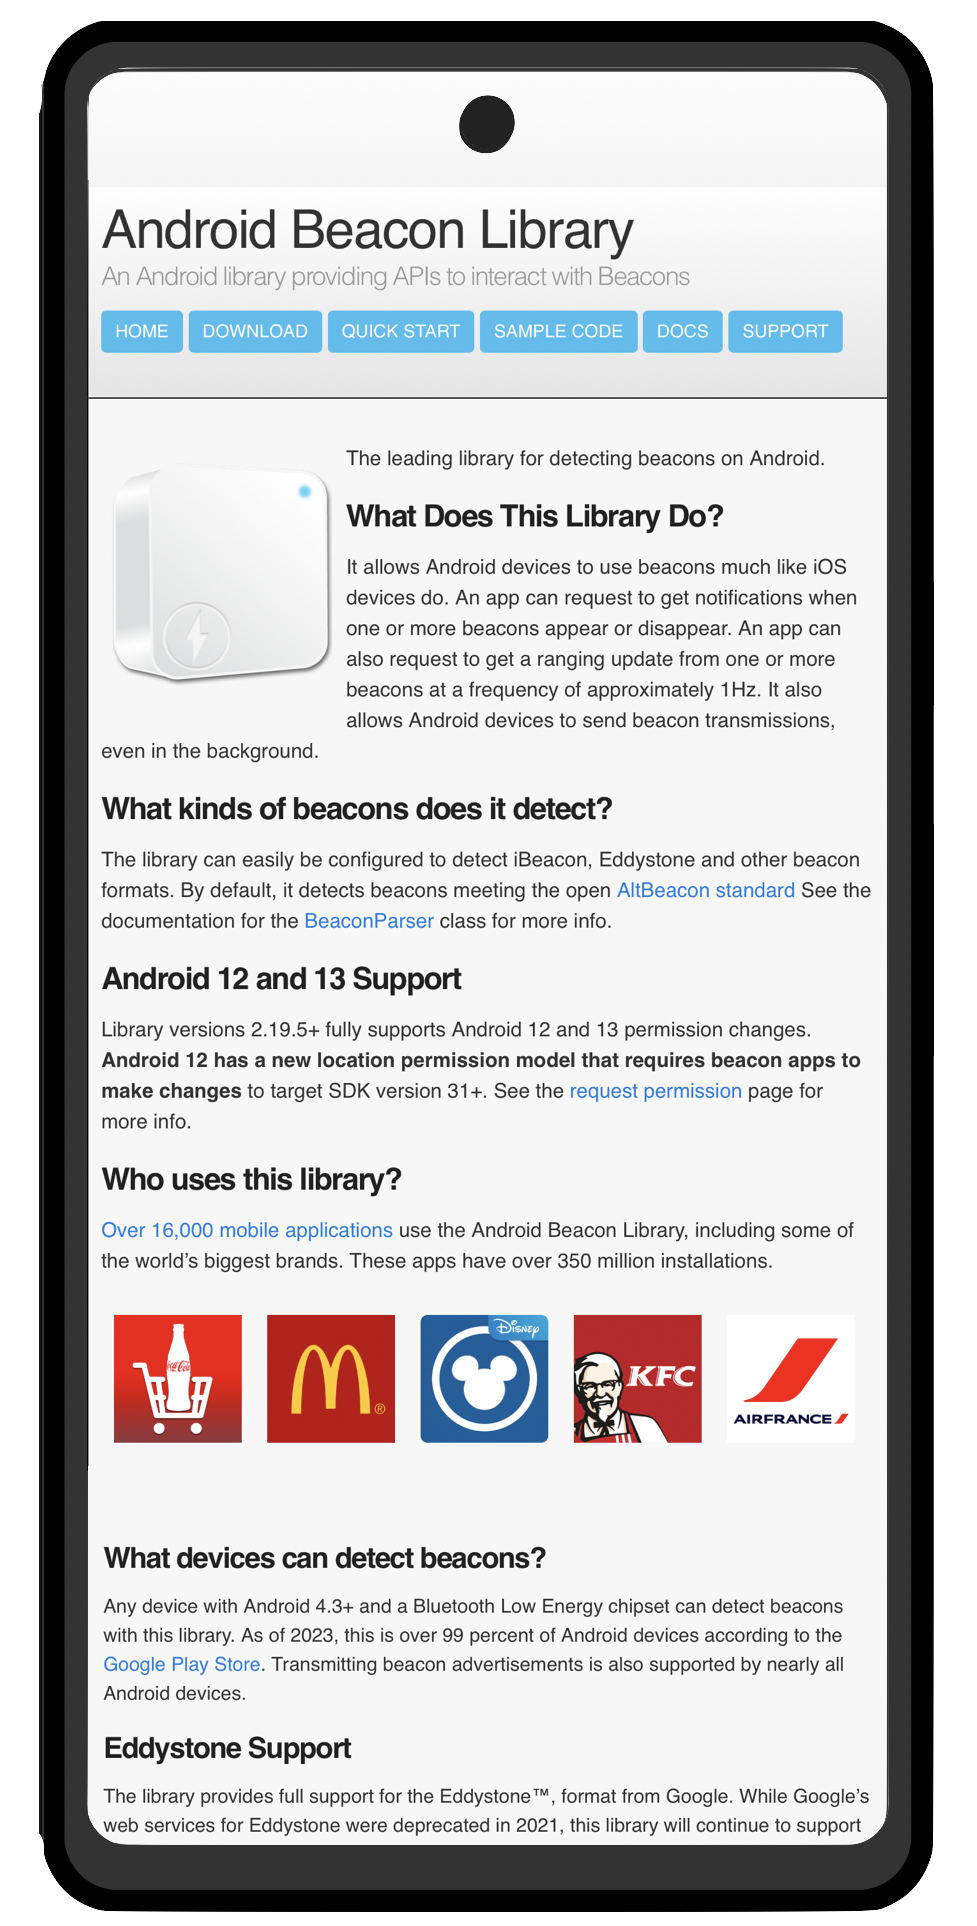 Android Beacon Library
An Android library providing APIs to interact with Beacons
HOME DOWNLOAD QUICK START SAMPLE CODE DOCS SUPPORT
The leading library for detecting beacons on Android.
What Does This Library Do?
It allows Android devices to use beacons much like iOS
devices do. An app can request to get notifications when
one or more beacons appear or disappear. An app can
also request to get a ranging update from one or more
beacons at a frequency of approximately 1Hz. It also
allows Android devices to send beacon transmissions,
even in the background.
What kinds of beacons does it detect?
The library can easily be configured to detect iBeacon, Eddystone and other beacon
formats. By default, it detects beacons meeting the open AltBeacon standard See the
documentation for the BeaconParser class for more info.
Android 12 and 13 Support
Library versions 2.19.5+ fully supports Android 12 and 13 permission changes.
Android 12 has a new location permission model that requires beacon apps to
make changes to target SDK version 31+. See the request permission page for
more info.
Who uses this library?
Over 16,000 mobile applications use the Android Beacon Library, including some of
the world’s biggest brands. These apps have over 350 million installations.
Coca-Cola
M®
Disney
KFC
AIRFRANCE
What devices can detect beacons?
Any device with Android 4.3+ and a Bluetooth Low Energy chipset can detect beacons
with this library. As of 2023, this is over 99 percent of Android devices according to the
Google Play Store. Transmitting beacon advertisements is also supported by nearly all
Android devices.
Eddystone Support
The library provides full support for the Eddystone™, format from Google. While Google’s
web services for Eddystone were deprecated in 2021, this library will continue to support